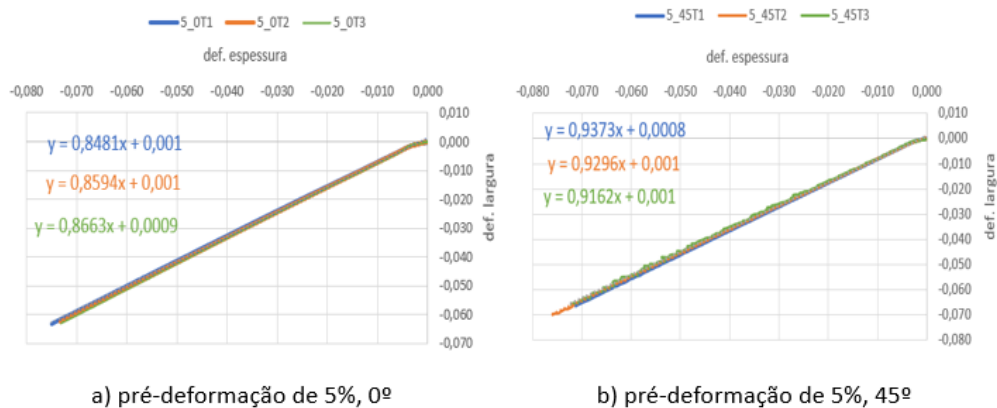 5_0T1 5_0T2 5_0T3
def. espessura
-0,080 -0,070 -0,060 -0,050 -0,040 -0,030 -0,020 -0,010 0,000
0,010
0,000
-0,010
-0,020
-0,030
-0,040
-0,050
-0,060
-0,070
def. largura
y = 0,8481x + 0,001
y = 0,8594x + 0,001
y = 0,8663x + 0,0009
a) pré-deformação de 5%, 0º
5_45T1 5_45T2 5_45T3
def. espessura
-0,080 -0,070 -0,060 -0,050 -0,040 -0,030 -0,020 -0,010 0,000
0,010
0,000
-0,010
-0,020
-0,030
-0,040
-0,050
-0,060
-0,070
-0,080
def. largura
y = 0,9373x + 0,0008
y = 0,9296x + 0,001
y = 0,9162x + 0,001
b) pré-deformação de 5%, 45º